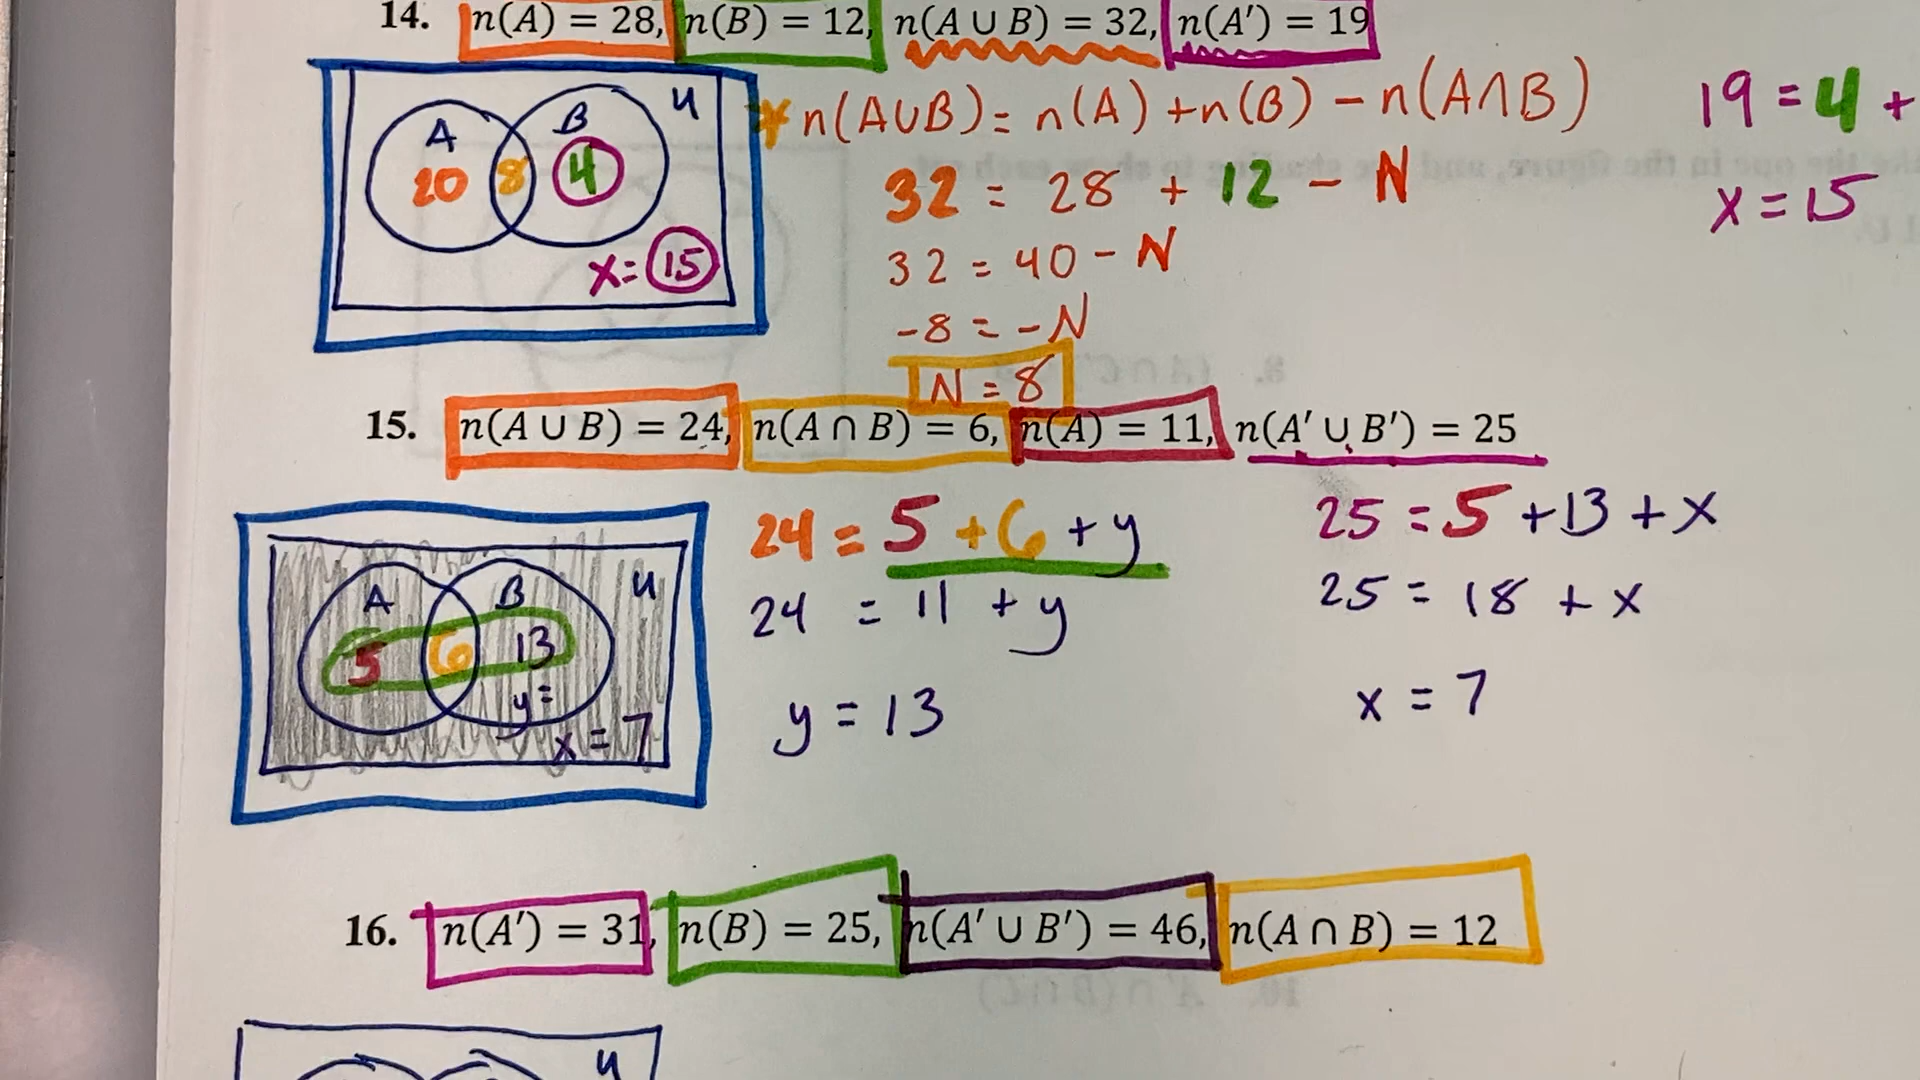 14. n(A) = 28, n(B) = 12, n(A ∪ B) = 32, n(A′) = 19
A B U
20 8 4
x = 15
* n(A∪B) = n(A) + n(B) − n(A∩B)
32 = 28 + 12 − N
32 = 40 − N
−8 = −N
N = 8
19 = 4 +
x = 15
15. n(A ∪ B) = 24, n(A ∩ B) = 6, n(A) = 11, n(A′ ∪ B′) = 25
A B U
5 6 13
y =
x = 7
24 = 5 + 6 + y
24 = 11 + y
y = 13
25 = 5 + 13 + x
25 = 18 + x
x = 7
16. n(A′) = 31, n(B) = 25, n(A′ ∪ B′) = 46, n(A ∩ B) = 12
U